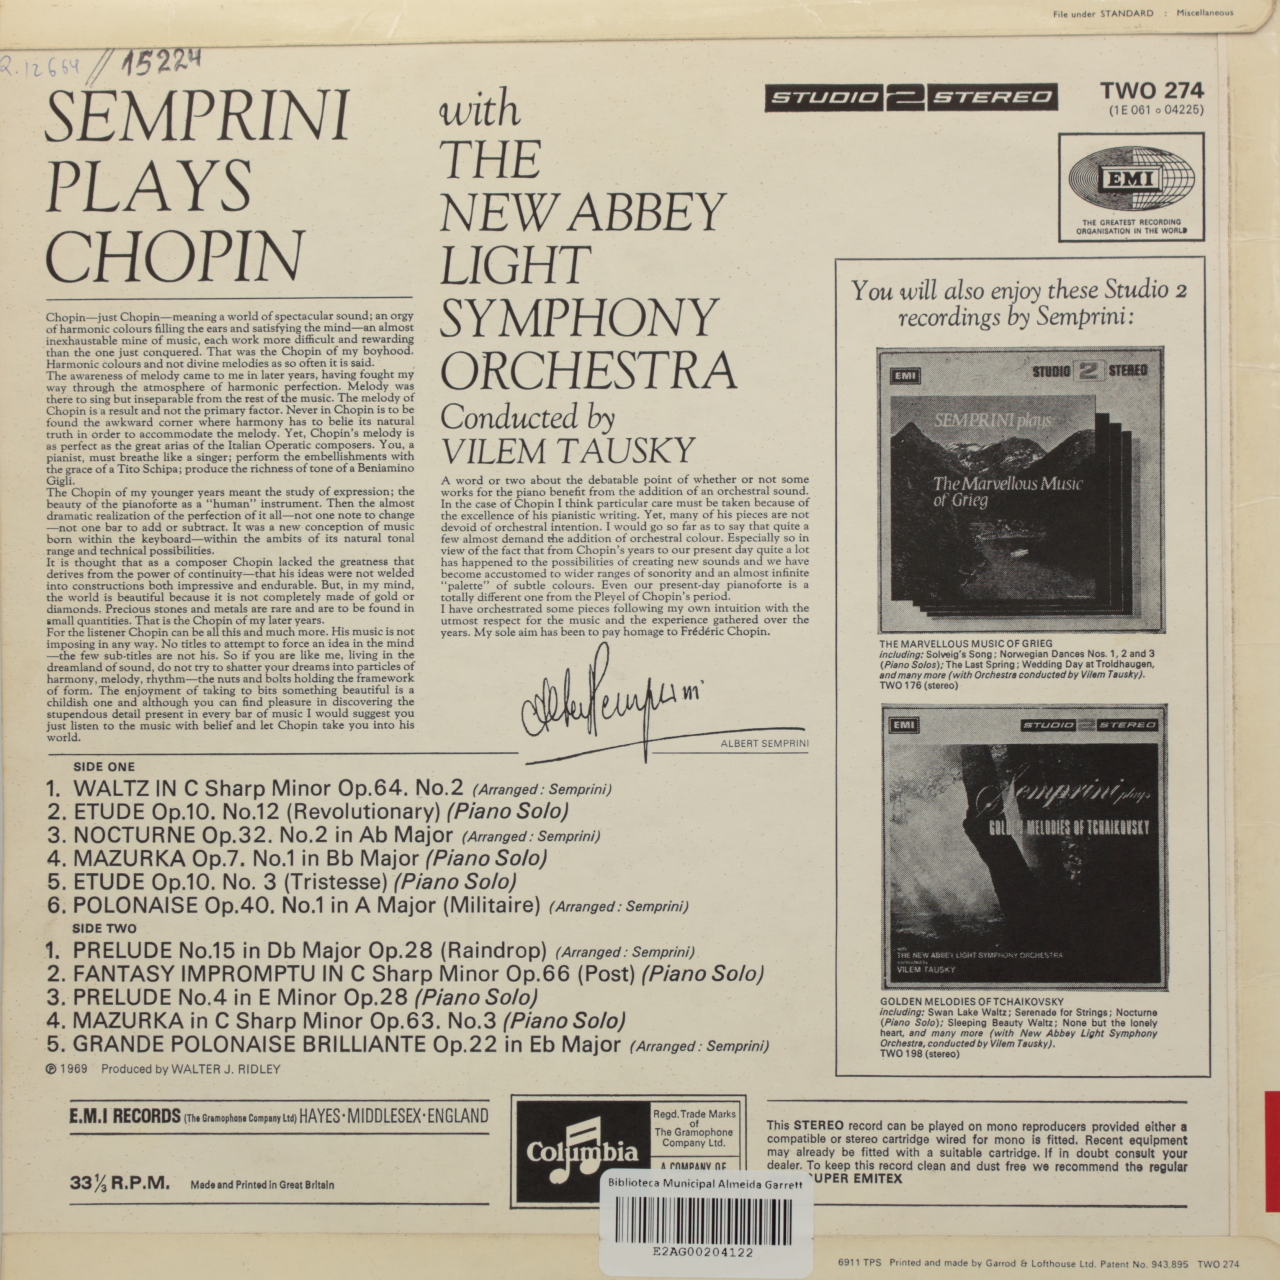 File under STANDARD : Miscellaneous
2.12664 // 15224
SEMPRINI
PLAYS
CHOPIN
Chopin—just Chopin—meaning a world of spectacular sound; an orgy
of harmonic colours filling the ears and satisfying the mind—an almost
inexhaustable mine of music, each work more difficult and rewarding
than the one just conquered. That was the Chopin of my boyhood.
Harmonic colours and not divine melodies as so often it is said.
The awareness of melody came to me in later years, having fought my
way through the atmosphere of harmonic perfection. Melody was
there to sing but inseparable from the rest of the music. The melody of
Chopin is a result and not the primary factor. Never in Chopin is to be
found the awkward corner where harmony has to belie its natural
truth in order to accommodate the melody. Yet, Chopin's melody is
as perfect as the great arias of the Italian Operatic composers. You, a
pianist, must breathe like a singer; perform the embellishments with
the grace of a Tito Schipa; produce the richness of tone of a Beniamino
Gigli.
The Chopin of my younger years meant the study of expression; the
beauty of the pianoforte as a "human" instrument. Then the almost
dramatic realization of the perfection of it all—not one note to change
—not one bar to add or subtract. It was a new conception of music
born within the keyboard—within the ambits of its natural tonal
range and technical possibilities.
It is thought that as a composer Chopin lacked the greatness that
derives from the power of continuity—that his ideas were not welded
into constructions both impressive and endurable. But, in my mind,
the world is beautiful because it is not completely made of gold or
diamonds. Precious stones and metals are rare and are to be found in
small quantities. That is the Chopin of my later years.
For the listener Chopin can be all this and much more. His music is not
imposing in any way. No titles to attempt to force an idea in the mind
—the few sub-titles are not his. So if you are like me, living in the
dreamland of sound, do not try to shatter your dreams into particles of
harmony, melody, rhythm—the nuts and bolts holding the framework
of form. The enjoyment of taking to bits something beautiful is a
childish one and although you can find pleasure in discovering the
stupendous detail present in every bar of music I would suggest you
just listen to the music with belief and let Chopin take you into his
world.
with
THE
NEW ABBEY
LIGHT
SYMPHONY
ORCHESTRA
Conducted by
VILEM TAUSKY
A word or two about the debatable point of whether or not some
works for the piano benefit from the addition of an orchestral sound.
In the case of Chopin I think particular care must be taken because of
the excellence of his pianistic writing. Yet, many of his pieces are not
devoid of orchestral intention. I would go so far as to say that quite a
few almost demand the addition of orchestral colour. Especially so in
view of the fact that from Chopin's years to our present day quite a lot
has happened to the possibilities of creating new sounds and we have
become accustomed to wider ranges of sonority and an almost infinite
"palette" of subtle colours. Even our present-day pianoforte is a
totally different one from the Pleyel of Chopin's period.
I have orchestrated some pieces following my own intuition with the
utmost respect for the music and the experience gathered over the
years. My sole aim has been to pay homage to Frédéric Chopin.
Albert Semprini
ALBERT SEMPRINI
SIDE ONE
1. WALTZ IN C Sharp Minor Op.64. No.2 (Arranged : Semprini)
2. ETUDE Op.10. No.12 (Revolutionary) (Piano Solo)
3. NOCTURNE Op.32. No.2 in Ab Major (Arranged : Semprini)
4. MAZURKA Op.7. No.1 in Bb Major (Piano Solo)
5. ETUDE Op.10. No. 3 (Tristesse) (Piano Solo)
6. POLONAISE Op.40. No.1 in A Major (Militaire) (Arranged : Semprini)
SIDE TWO
1. PRELUDE No.15 in Db Major Op.28 (Raindrop) (Arranged : Semprini)
2. FANTASY IMPROMPTU IN C Sharp Minor Op.66 (Post) (Piano Solo)
3. PRELUDE No.4 in E Minor Op.28 (Piano Solo)
4. MAZURKA in C Sharp Minor Op.63. No.3 (Piano Solo)
5. GRANDE POLONAISE BRILLIANTE Op.22 in Eb Major (Arranged : Semprini)
℗ 1969 Produced by WALTER J. RIDLEY
STUDIO 2 STEREO
TWO 274
(1E 061 o 04225)
EMI
THE GREATEST RECORDING
ORGANISATION IN THE WORLD
You will also enjoy these Studio 2
recordings by Semprini:
EMI
STUDIO 2 STEREO
SEMPRINI plays
The Marvellous Music
of Grieg
THE MARVELLOUS MUSIC OF GRIEG
including: Solveig's Song; Norwegian Dances Nos. 1, 2 and 3
(Piano Solos); The Last Spring; Wedding Day at Troldhaugen,
and many more (with Orchestra conducted by Vilem Tausky).
TWO 176 (stereo)
EMI
STUDIO 2 STEREO
Semprini plays
GOLDEN MELODIES OF TCHAIKOVSKY
with
THE NEW ABBEY LIGHT SYMPHONY ORCHESTRA
VILEM TAUSKY
GOLDEN MELODIES OF TCHAIKOVSKY
including: Swan Lake Waltz; Serenade for Strings; Nocturne
(Piano Solo); Sleeping Beauty Waltz; None but the lonely
heart, and many more (with New Abbey Light Symphony
Orchestra, conducted by Vilem Tausky).
TWO 198 (stereo)
E.M.I RECORDS (The Gramophone Company Ltd) HAYES·MIDDLESEX·ENGLAND
33⅓ R.P.M. Made and Printed in Great Britain
Columbia
Regd. Trade Marks
of
The Gramophone
Company Ltd.
A COMPANY OF
This STEREO record can be played on mono reproducers provided either a
compatible or stereo cartridge wired for mono is fitted. Recent equipment
may already be fitted with a suitable cartridge. If in doubt consult your
dealer. To keep this record clean and dust free we recommend the regular
UPER EMITEX
Biblioteca Municipal Almeida Garrett
E2AG00204122
6911 TPS Printed and made by Garrod & Lofthouse Ltd. Patent No. 943,895 TWO 274